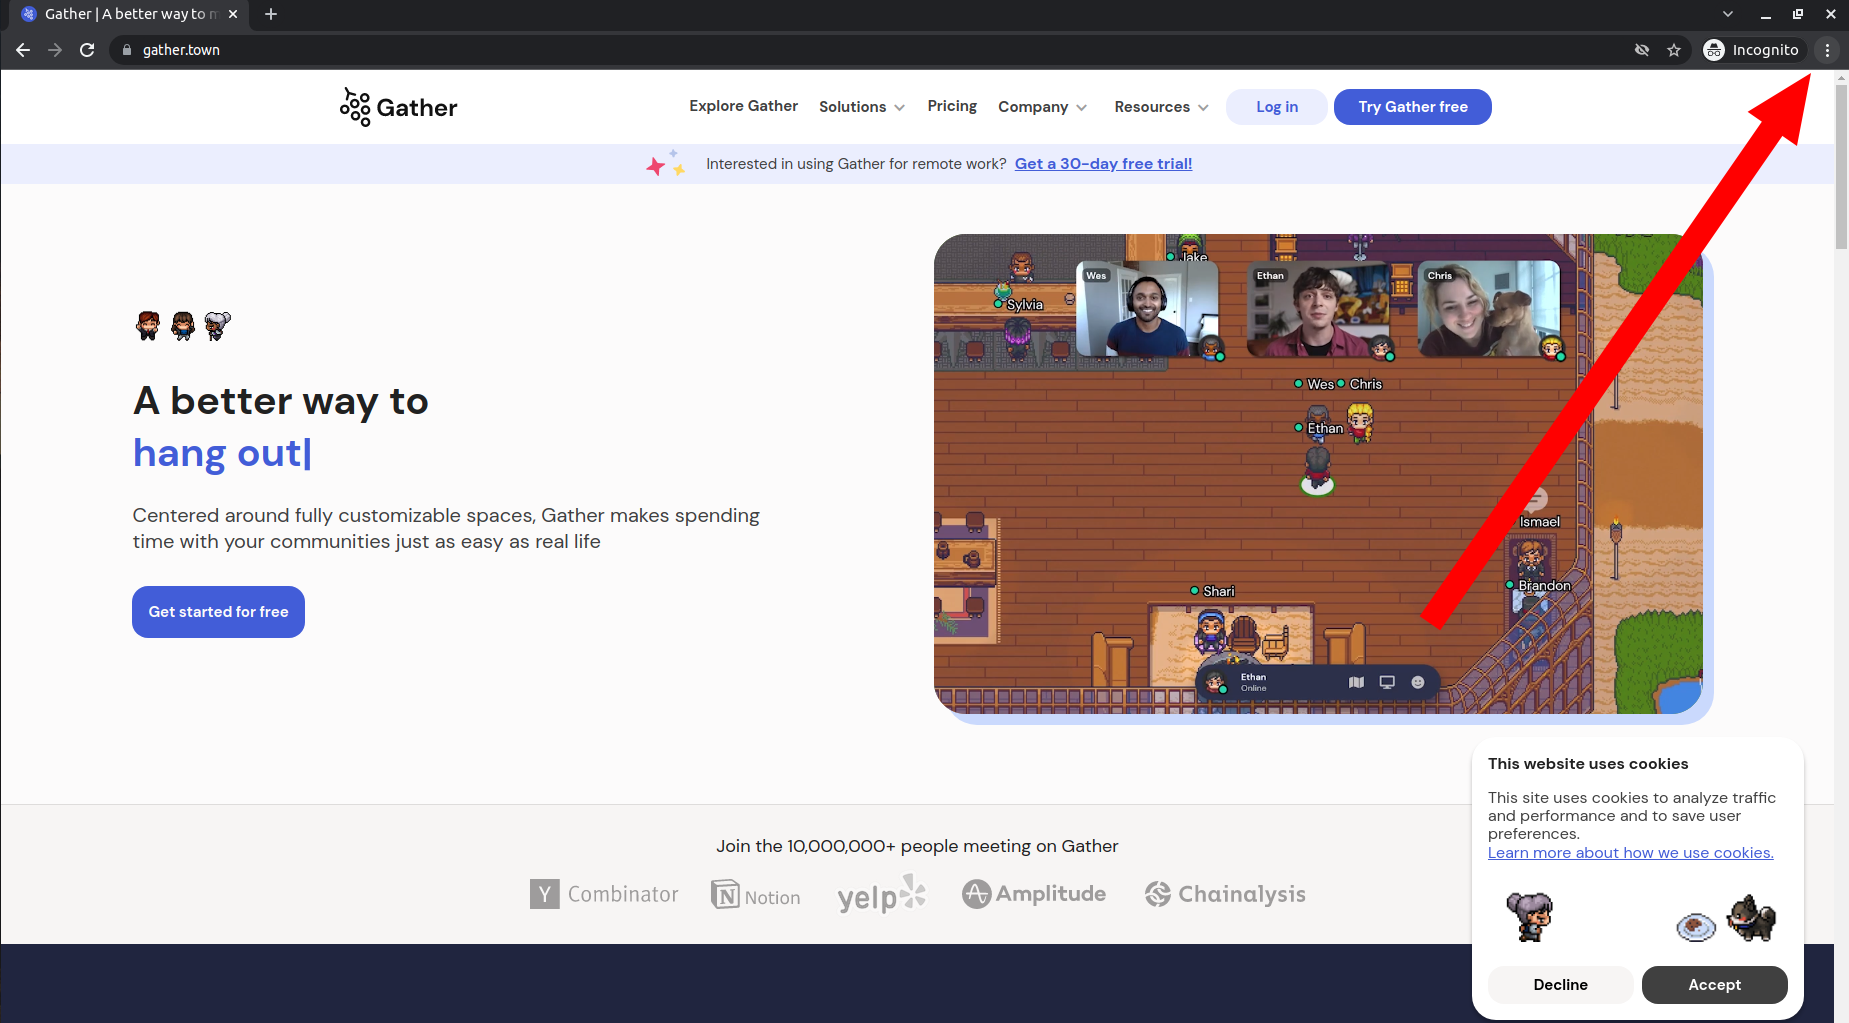 Gather | A better way to m
gather.town
Incognito
Gather
Explore Gather
Solutions
Pricing
Company
Resources
Log in
Try Gather free
Interested in using Gather for remote work? Get a 30-day free trial!
Jake
Wes
Ethan
Chris
Sylvia
Wes
Chris
Ethan
Ismael
Brandon
Shari
Ethan
Online
A better way to
hang out|
Centered around fully customizable spaces, Gather makes spending
time with your communities just as easy as real life
Get started for free
Join the 10,000,000+ people meeting on Gather
Y Combinator
N Notion
yelp
Amplitude
Chainalysis
This website uses cookies
This site uses cookies to analyze traffic
and performance and to save user
preferences.
Learn more about how we use cookies.
Decline
Accept